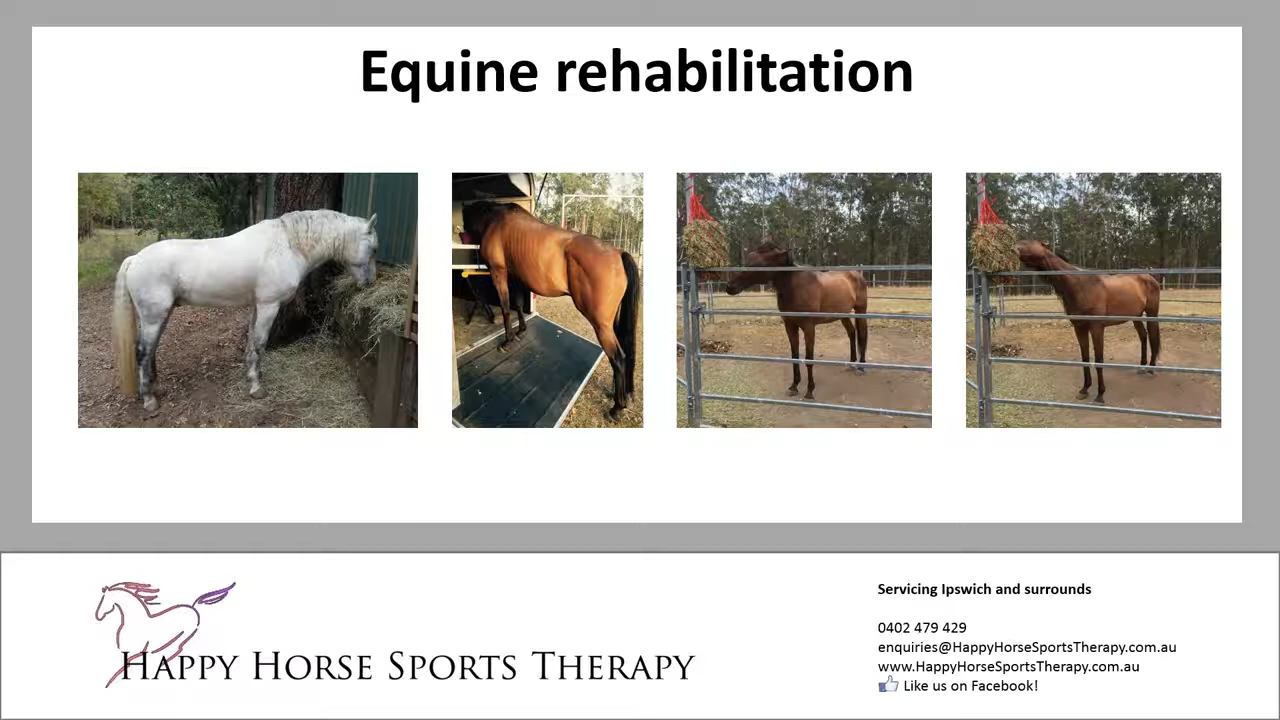 Equine rehabilitation
HAPPY HORSE SPORTS THERAPY
Servicing Ipswich and surrounds
0402 479 429
enquiries@HappyHorseSportsTherapy.com.au
www.HappyHorseSportsTherapy.com.au
Like us on Facebook!